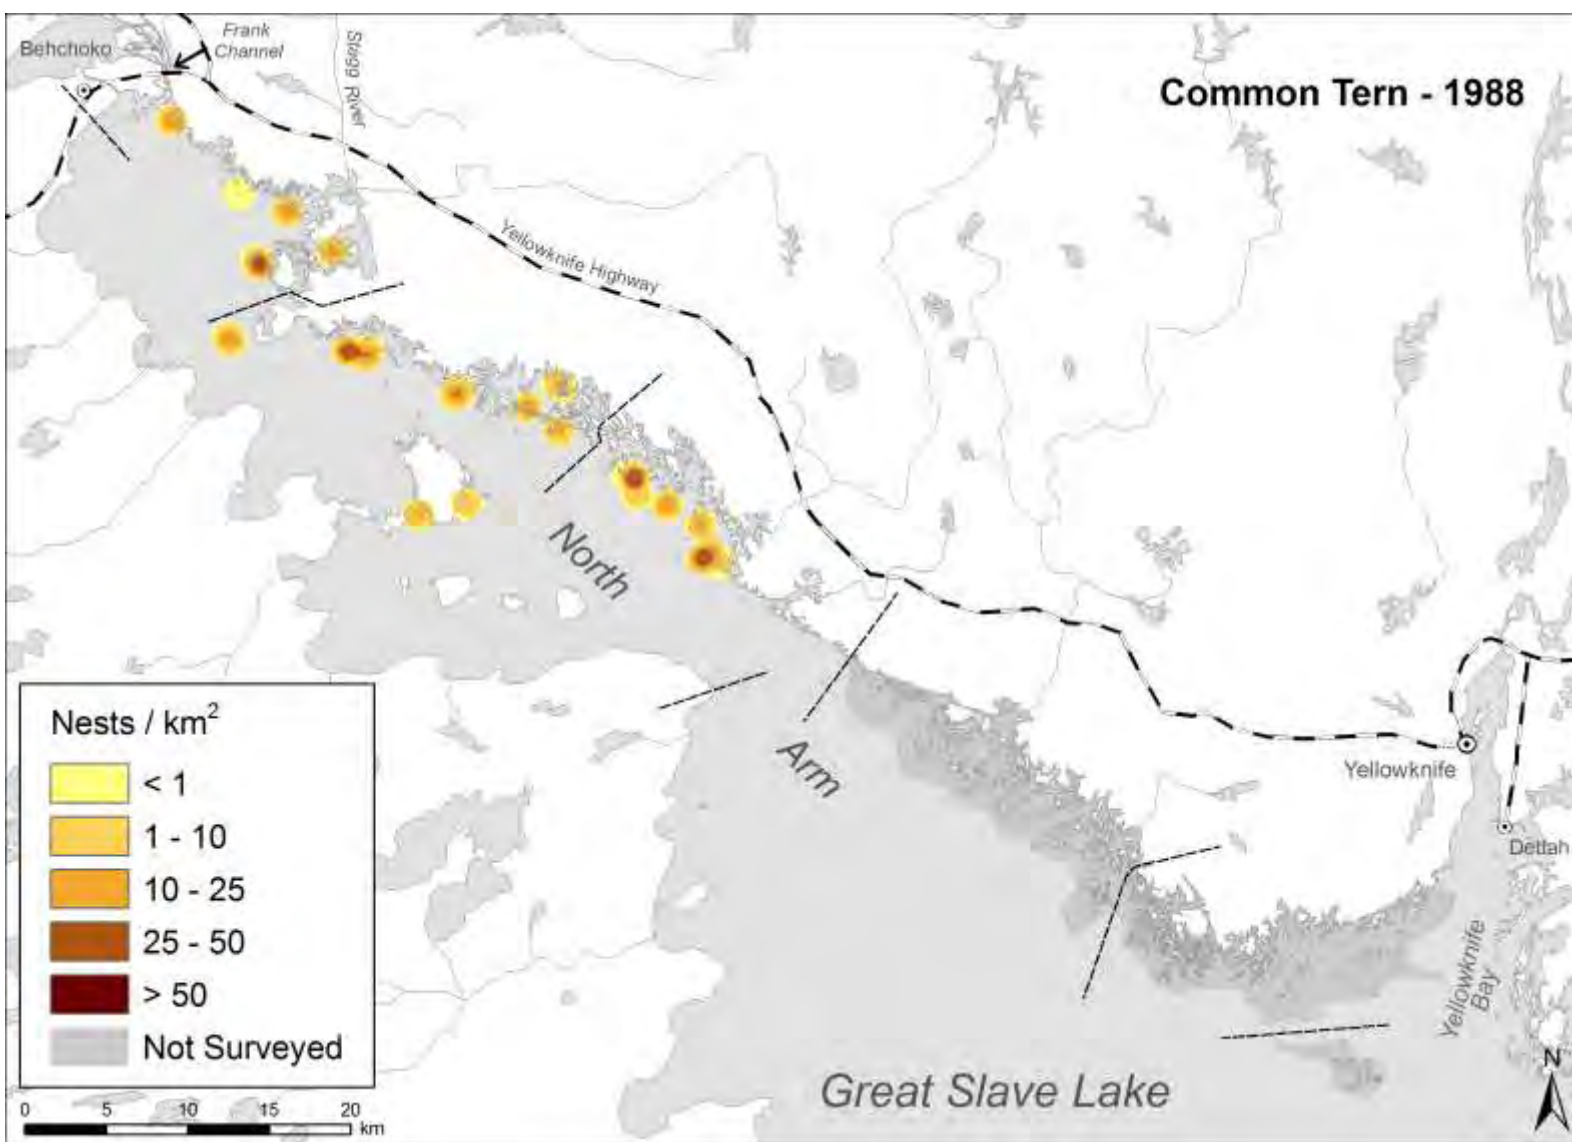 Behchoko
Frank
Channel
Stagg River
Common Tern - 1988
Yellowknife Highway
North
Arm
Yellowknife
Dettah
Yellowknife
Bay
Great Slave Lake
N
Nests / km²
< 1
1 - 10
10 - 25
25 - 50
> 50
Not Surveyed
0 5 10 15 20
km